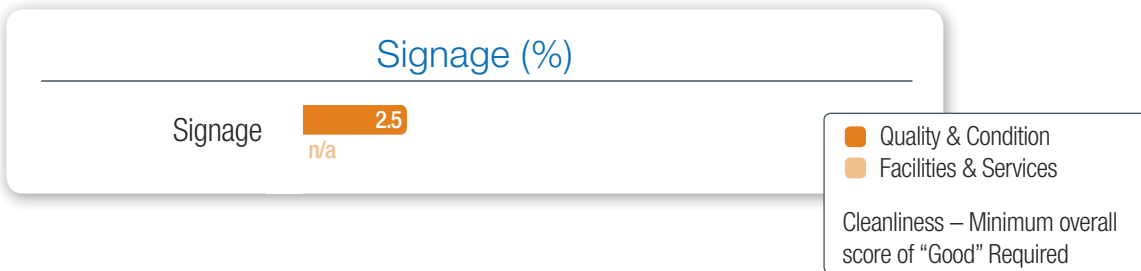 Signage (%)
Signage
2.5
n/a
Quality & Condition
Facilities & Services
Cleanliness – Minimum overall
score of “Good” Required